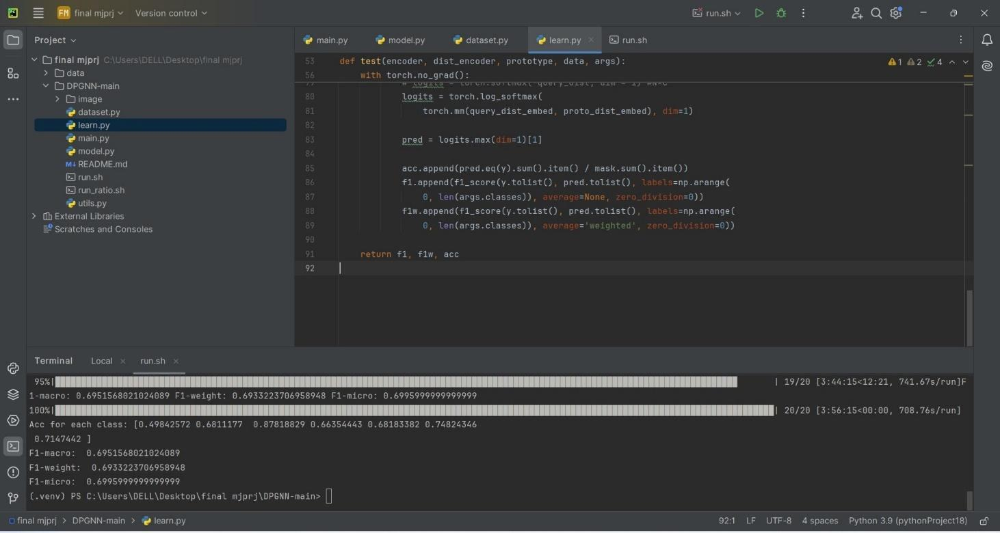 PC
FM final mjprj Version control run.sh
Project main.py model.py dataset.py learn.py run.sh
final mjprj C:\Users\DELL\Desktop\final mjprj
data
DPGNN-main
image
dataset.py
learn.py
main.py
model.py
README.md
run.sh
run_ratio.sh
utils.py
External Libraries
Scratches and Consoles
53 def test(encoder, dist_encoder, prototype, data, args): 1 2 4
56 with torch.no_grad():
80 logits = torch.log_softmax(
81 torch.mm(query_dist_embed, proto_dist_embed), dim=1)
82
83 pred = logits.max(dim=1)[1]
84
85 acc.append(pred.eq(y).sum().item() / mask.sum().item())
86 f1.append(f1_score(y.tolist(), pred.tolist(), labels=np.arange(
87 0, len(args.classes)), average=None, zero_division=0))
88 f1w.append(f1_score(y.tolist(), pred.tolist(), labels=np.arange(
89 0, len(args.classes)), average='weighted', zero_division=0))
90
91 return f1, f1w, acc
92
Terminal Local run.sh
95%| | 19/20 [3:44:15<12:21, 741.67s/run]F
1-macro: 0.6951568021024089 F1-weight: 0.6933223706958948 F1-micro: 0.6995999999999999
100%| | 20/20 [3:56:15<00:00, 708.76s/run]
Acc for each class: [0.49842572 0.6811177 0.87818829 0.66354443 0.68183382 0.74824346
0.7147442 ]
F1-macro: 0.6951568021024089
F1-weight: 0.6933223706958948
F1-micro: 0.6995999999999999
(.venv) PS C:\Users\DELL\Desktop\final mjprj\DPGNN-main>
final mjprj > DPGNN-main > learn.py 92:1 LF UTF-8 4 spaces Python 3.9 (pythonProject18)